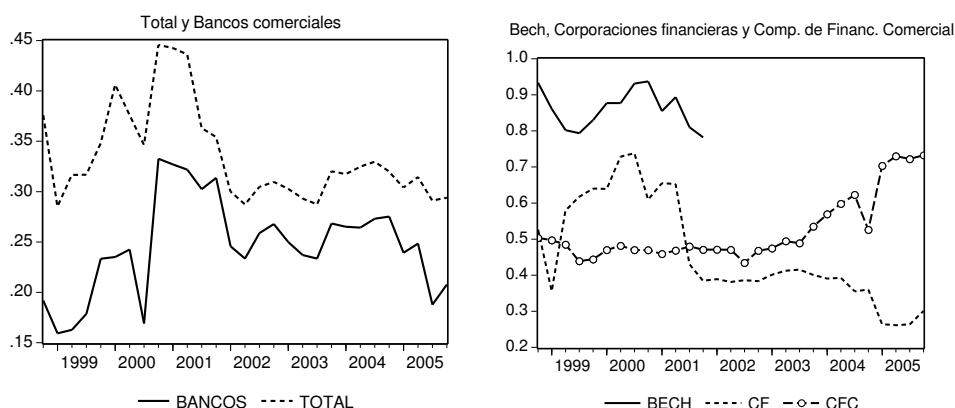 Total y Bancos comerciales
.45
.40
.35
.30
.25
.20
.15
1999 2000 2001 2002 2003 2004 2005
BANCOS TOTAL
Bech, Corporaciones financieras y Comp. de Financ. Comercial
1.0
0.9
0.8
0.7
0.6
0.5
0.4
0.3
0.2
1999 2000 2001 2002 2003 2004 2005
BECH CF CFC